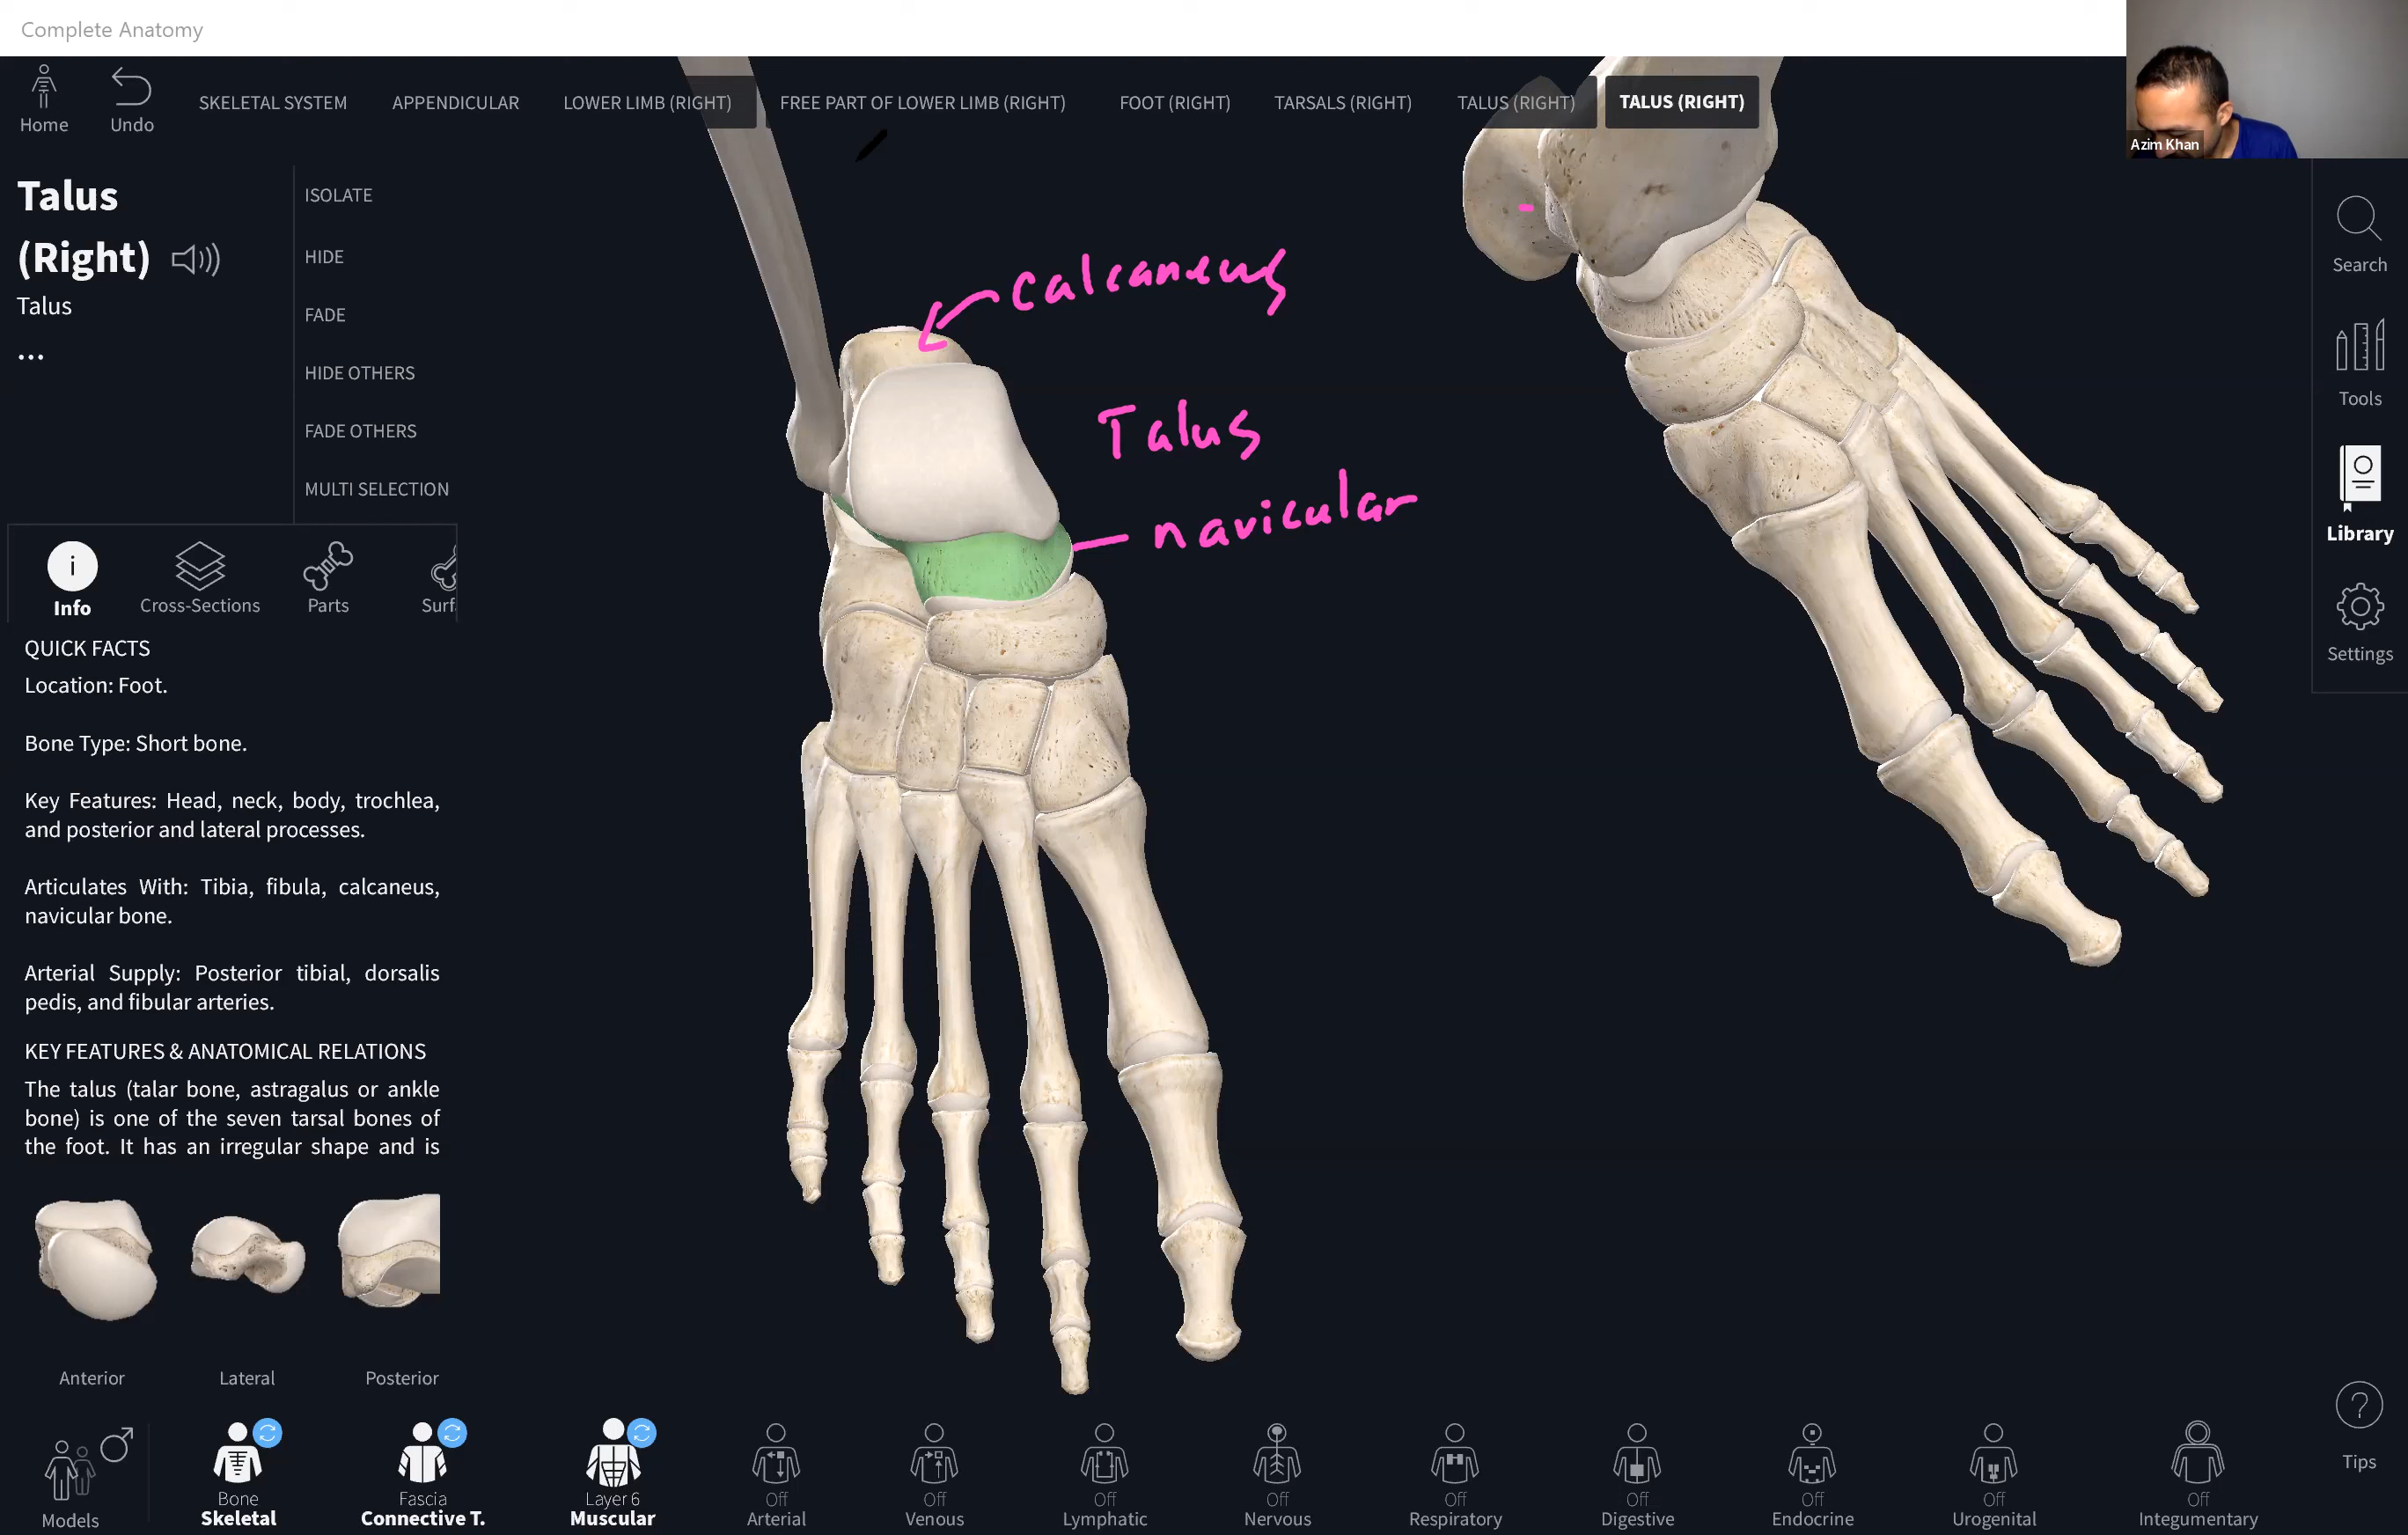 Complete Anatomy
Home
Undo
SKELETAL SYSTEM
APPENDICULAR
LOWER LIMB (RIGHT)
FREE PART OF LOWER LIMB (RIGHT)
FOOT (RIGHT)
TARSALS (RIGHT)
TALUS (RIGHT)
TALUS (RIGHT)
Azim Khan
Talus
(Right)
Talus
...
ISOLATE
HIDE
FADE
HIDE OTHERS
FADE OTHERS
MULTI SELECTION
Info
Cross-Sections
Parts
Surf
QUICK FACTS
Location: Foot.
Bone Type: Short bone.
Key Features: Head, neck, body, trochlea,
and posterior and lateral processes.
Articulates With: Tibia, fibula, calcaneus,
navicular bone.
Arterial Supply: Posterior tibial, dorsalis
pedis, and fibular arteries.
KEY FEATURES & ANATOMICAL RELATIONS
The talus (talar bone, astragalus or ankle
bone) is one of the seven tarsal bones of
the foot. It has an irregular shape and is
Anterior
Lateral
Posterior
calcaneus
Talus
navicular
Search
Tools
Library
Settings
Tips
Models
Bone
Skeletal
Fascia
Connective T.
Layer 6
Muscular
Off
Arterial
Off
Venous
Off
Lymphatic
Off
Nervous
Off
Respiratory
Off
Digestive
Off
Endocrine
Off
Urogenital
Off
Integumentary